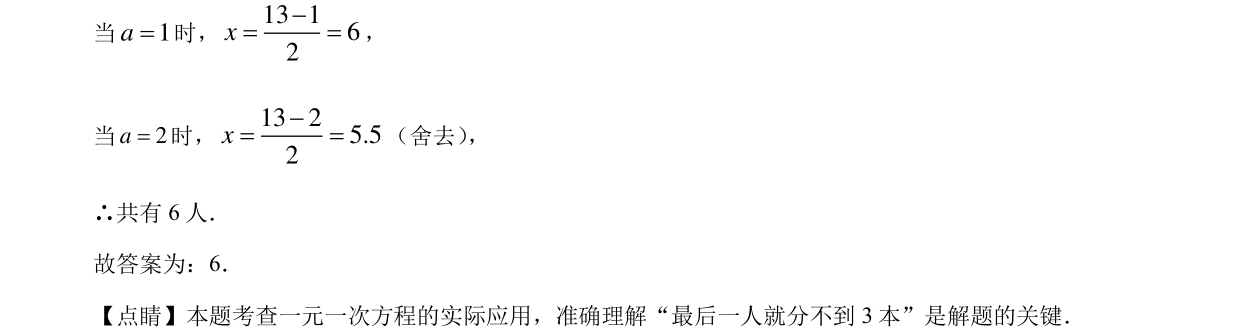 当 a = 1 时，x = \frac{13-1}{2} = 6，
当 a = 2 时，x = \frac{13-2}{2} = 5.5（舍去），
∴共有 6 人．
故答案为：6．
【点睛】本题考查一元一次方程的实际应用，准确理解“最后一人就分不到 3 本”是解题的关键．